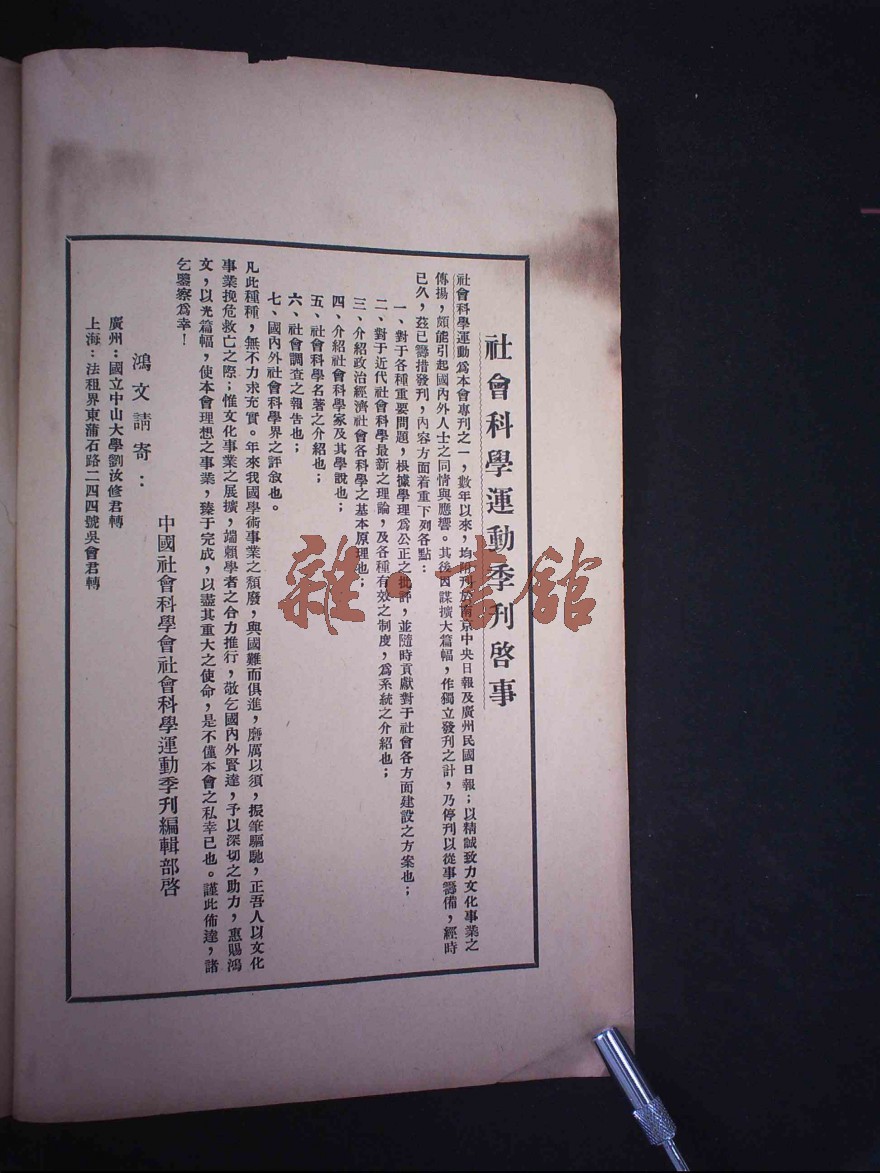 社會科學運動季刊啓事
社會科學運動爲本會專刊之一，數年以來，均附刊於南京中央日報及廣州民國日報；以精誠致力文化事業之
傳揚，頗能引起國內外人士之同情與應響。其後因謀擴大篇幅，作獨立發刊之計，乃停刊以從事籌備，經時
已久，茲已籌措發刊，內容方面着重下列各點：
一、對于各種重要問題，根據學理爲公正之批評，並隨時貢獻對于社會各方面建設之方案也；
二、對于近代社會科學最新之理論，及各種有效之制度，爲系統之介紹也；
三、介紹政治經濟社會各科學之基本原理也；
四、介紹社會科學家及其學說也；
五、社會科學名著之介紹也；
六、社會調查之報告也；
七、國內外社會科學界之評敘也。
凡此種種，無不力求充實。年來我國學術事業之頹廢，與國難而俱進，磨厲以須，振筆驅馳，正吾人以文化
事業挽危救亡之際；惟文化事業之展擴，端賴學者之合力推行，敬乞國內外賢達，予以深切之助力，惠賜鴻
文，以光篇幅，使本會理想之事業，臻于完成，以盡其重大之使命，是不僅本會之私幸已也。謹此佈達，諸
乞鑒察爲幸！
中國社會科學會社會科學運動季刊編輯部啓
鴻文請寄：
廣州：國立中山大學劉汝修君轉
上海：法租界東蒲石路二四四號吳會君轉
雜·書館